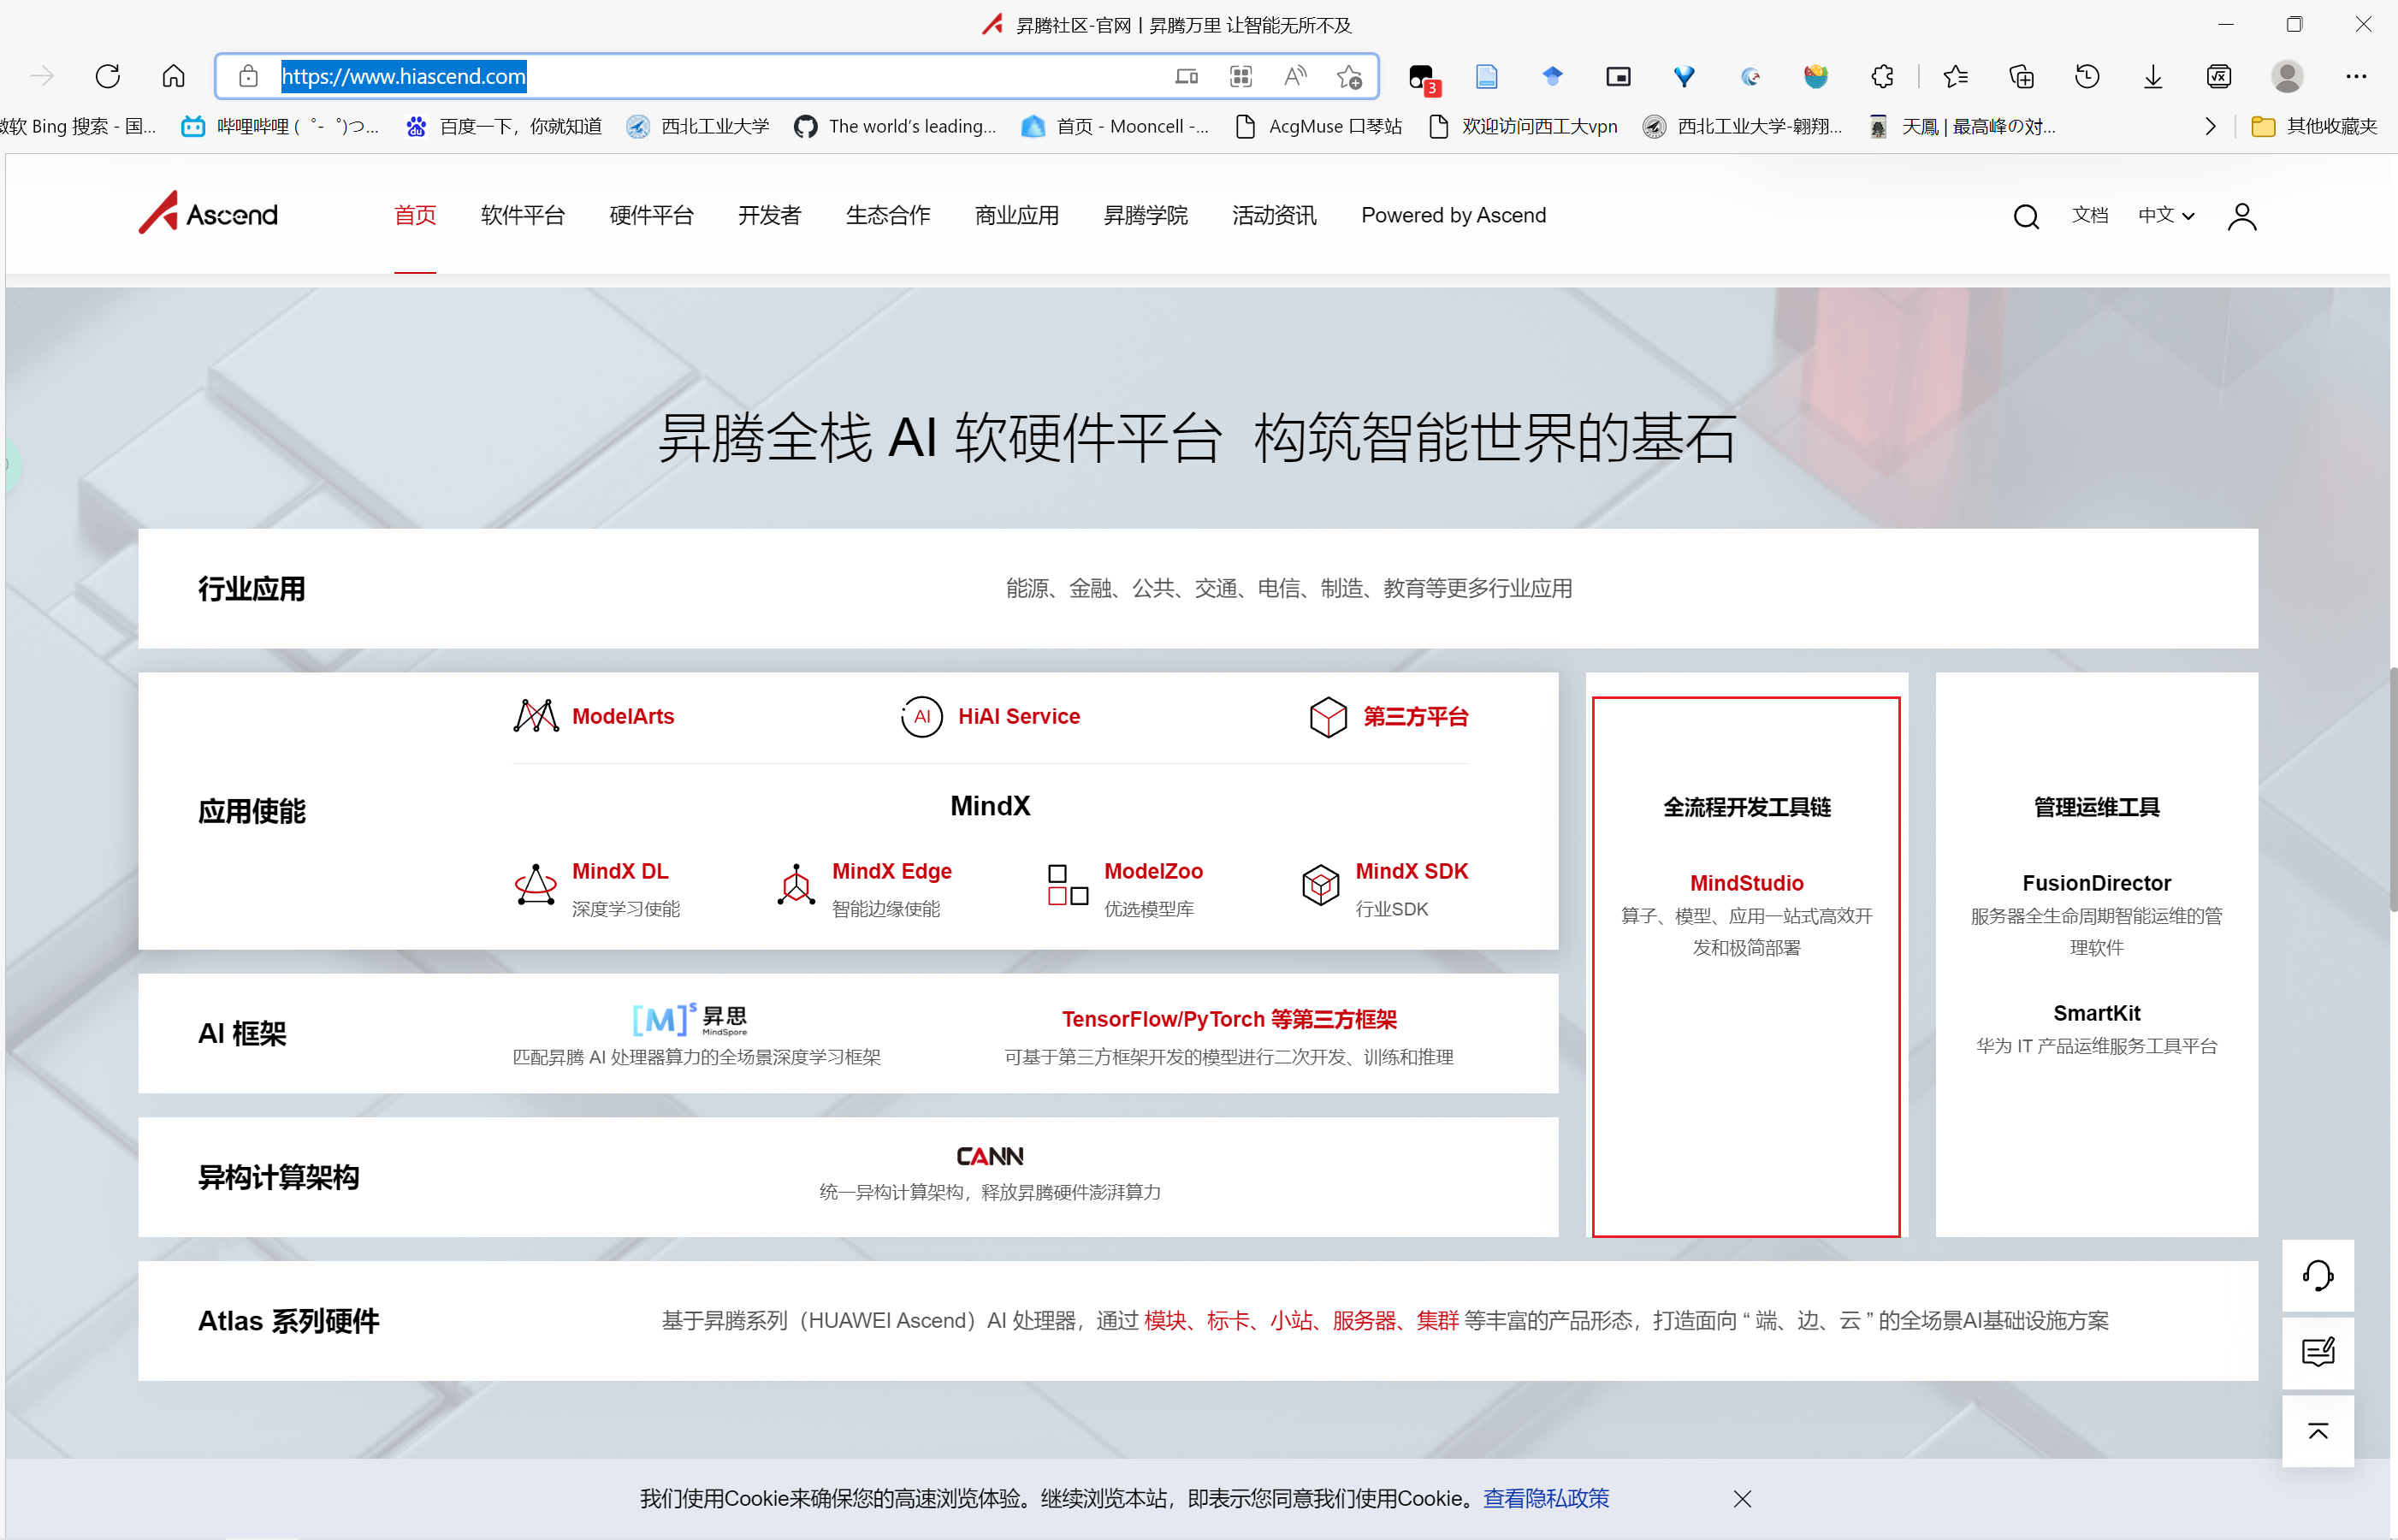 昇腾社区-官网丨昇腾万里 让智能无所不及
https://www.hiascend.com
3
微软 Bing 搜索 - 国...
哔哩哔哩 ( ゜- ゜)つ...
百度一下，你就知道
西北工业大学
The world's leading...
首页 - Mooncell -...
AcgMuse 口琴站
欢迎访问西工大vpn
西北工业大学-翱翔...
天鳳 | 最高峰の対...
其他收藏夹
Ascend
首页
软件平台
硬件平台
开发者
生态合作
商业应用
昇腾学院
活动资讯
Powered by Ascend
文档
中文
昇腾全栈 AI 软硬件平台 构筑智能世界的基石
行业应用
能源、金融、公共、交通、电信、制造、教育等更多行业应用
应用使能
ModelArts
AI
HiAI Service
第三方平台
MindX
MindX DL
深度学习使能
MindX Edge
智能边缘使能
ModelZoo
优选模型库
MindX SDK
行业SDK
全流程开发工具链
MindStudio
算子、模型、应用一站式高效开
发和极简部署
管理运维工具
FusionDirector
服务器全生命周期智能运维的管
理软件
SmartKit
华为 IT 产品运维服务工具平台
AI 框架
[M]s 昇思
MindSpore
匹配昇腾 AI 处理器算力的全场景深度学习框架
TensorFlow/PyTorch 等第三方框架
可基于第三方框架开发的模型进行二次开发、训练和推理
异构计算架构
CANN
统一异构计算架构，释放昇腾硬件澎湃算力
Atlas 系列硬件
基于昇腾系列（HUAWEI Ascend）AI 处理器，通过 模块、标卡、小站、服务器、集群 等丰富的产品形态，打造面向 “ 端、边、云 ” 的全场景AI基础设施方案
我们使用Cookie来确保您的高速浏览体验。继续浏览本站，即表示您同意我们使用Cookie。查看隐私政策